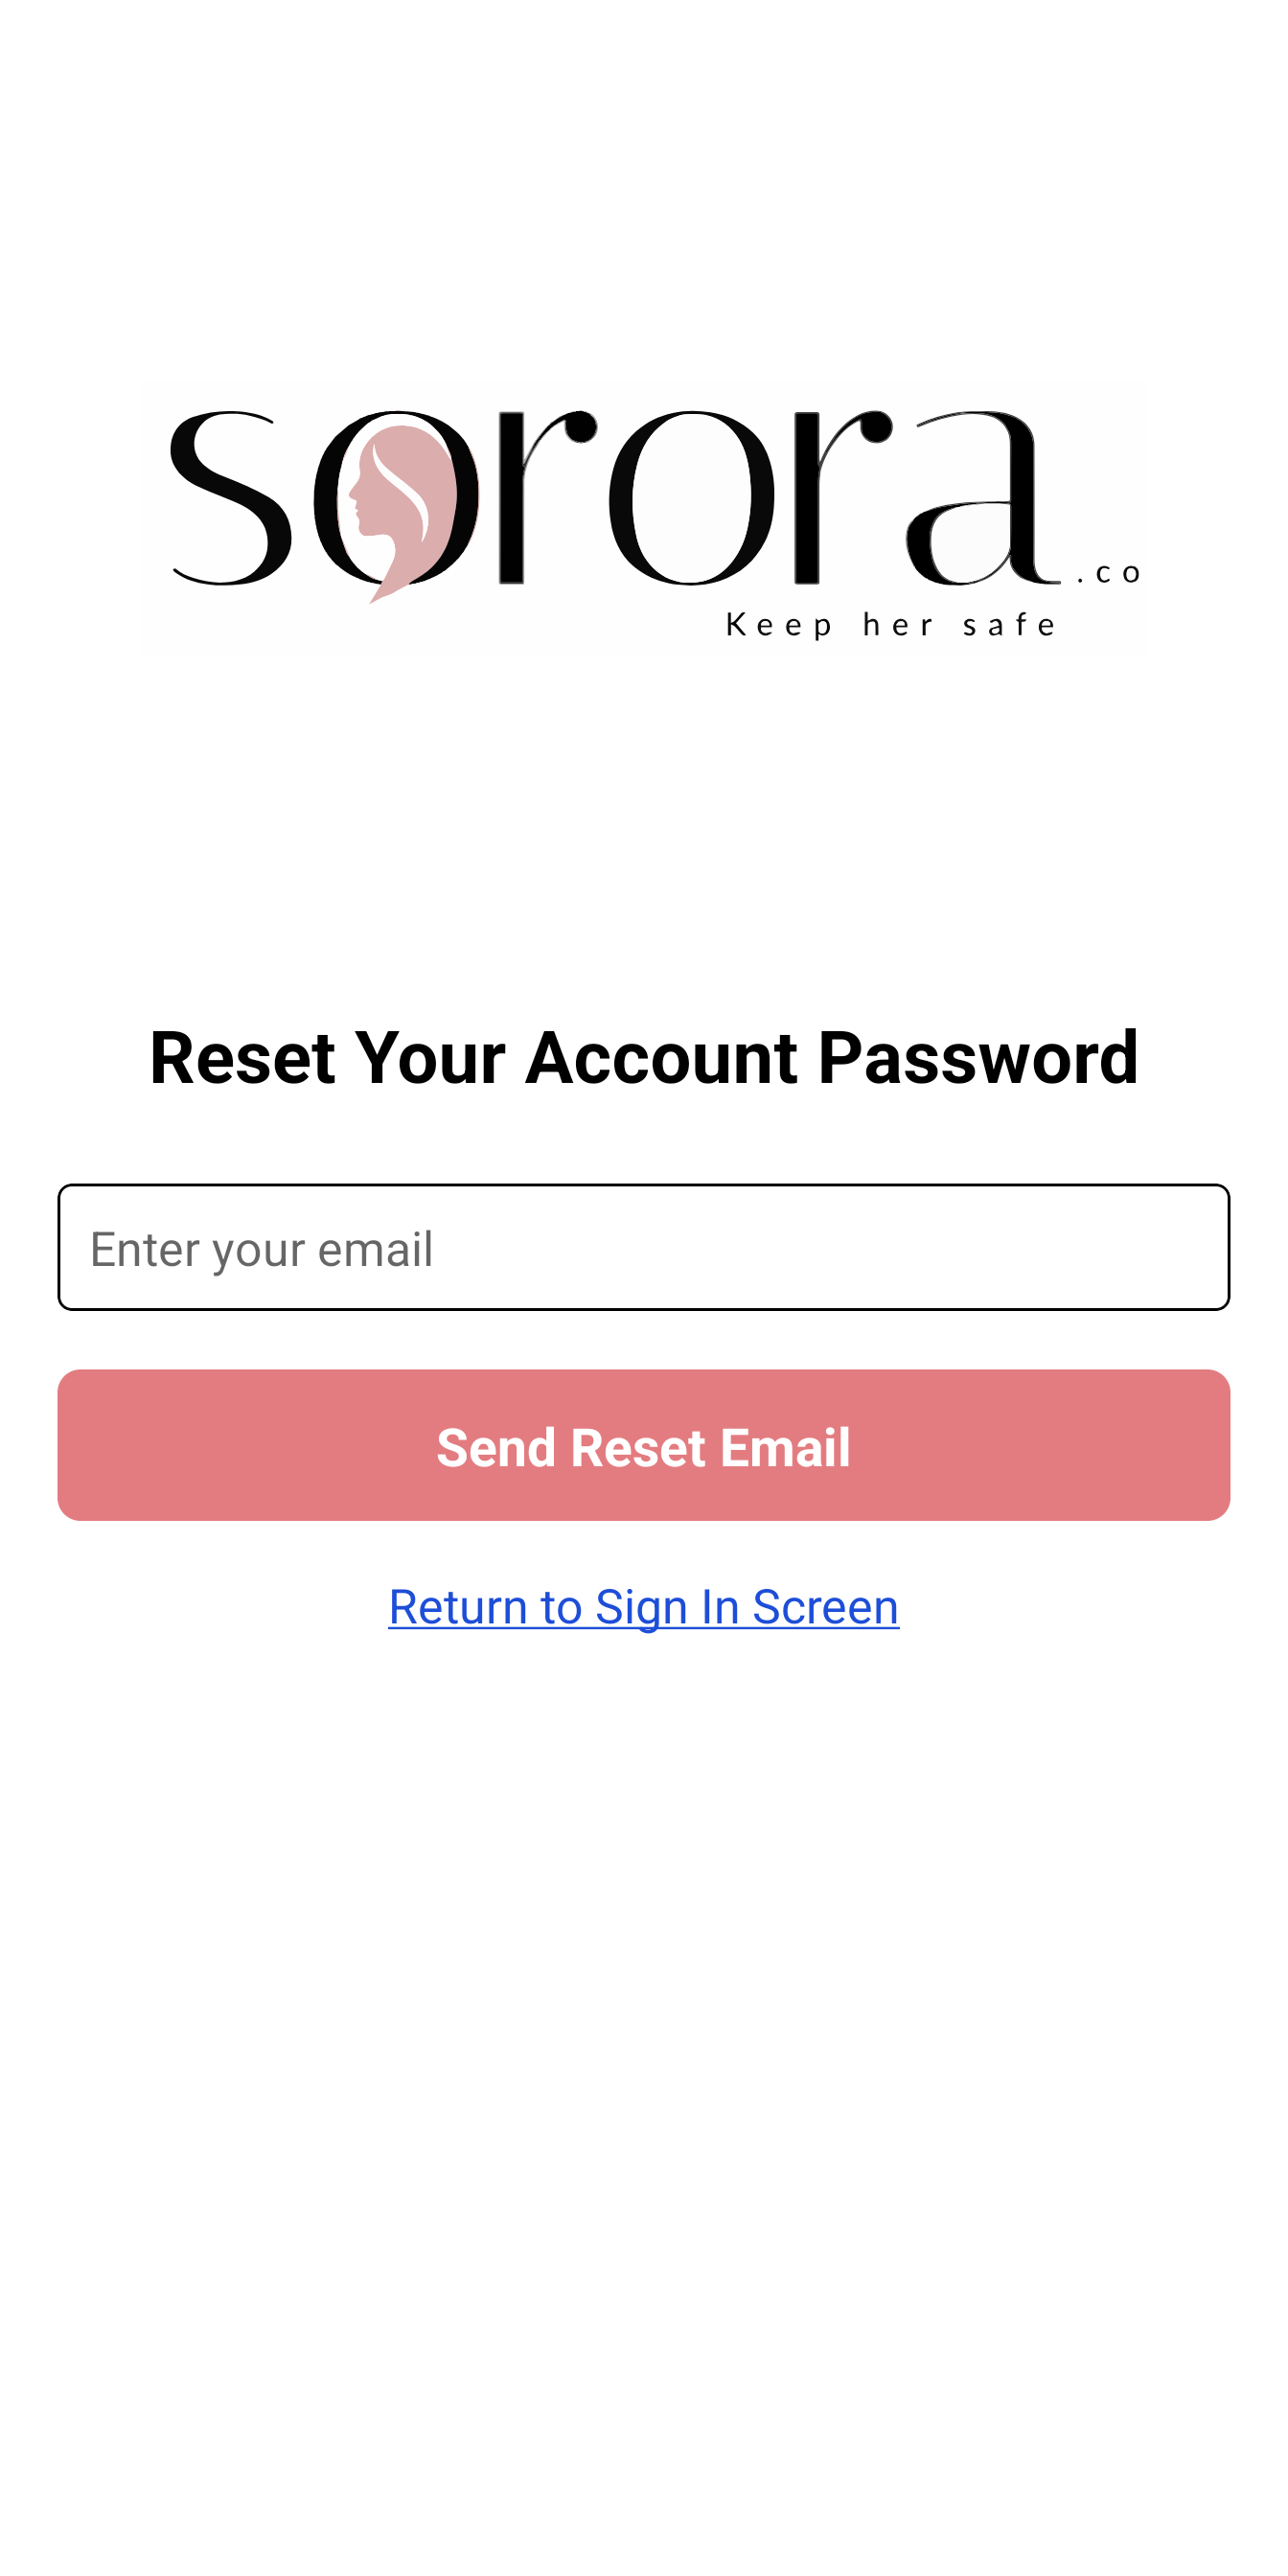 sorora.co
Keep her safe
Reset Your Account Password
Enter your email
Send Reset Email
Return to Sign In Screen